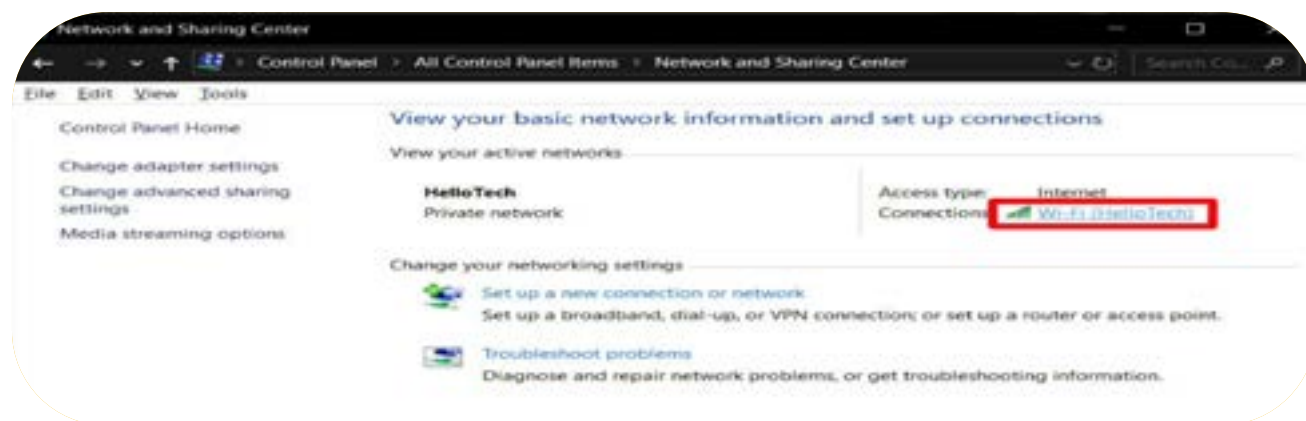 Network and Sharing Center
Control Panel All Control Panel Items Network and Sharing Center Search Co...
File Edit View Tools
Control Panel Home
Change adapter settings
Change advanced sharing
settings
Media streaming options
View your basic network information and set up connections
View your active networks
HelloTech
Private network
Access type: Internet
Connections: Wi-Fi (HelloTech)
Change your networking settings
Set up a new connection or network
Set up a broadband, dial-up, or VPN connection; or set up a router or access point.
Troubleshoot problems
Diagnose and repair network problems, or get troubleshooting information.